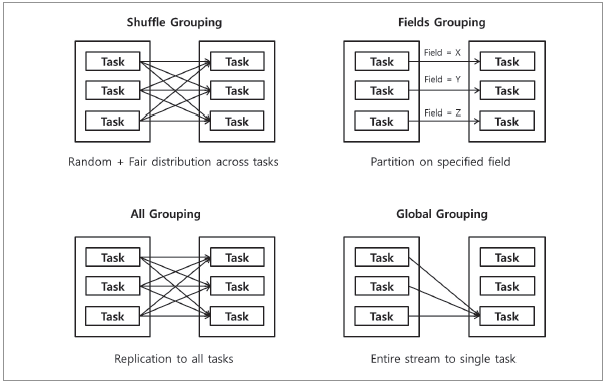 Shuffle Grouping
Task
Task
Task
Task
Task
Task
Random + Fair distribution across tasks
Fields Grouping
Task
Task
Task
Field = X
Field = Y
Field = Z
Task
Task
Task
Partition on specified field
All Grouping
Task
Task
Task
Task
Task
Task
Replication to all tasks
Global Grouping
Task
Task
Task
Task
Task
Task
Entire stream to single task